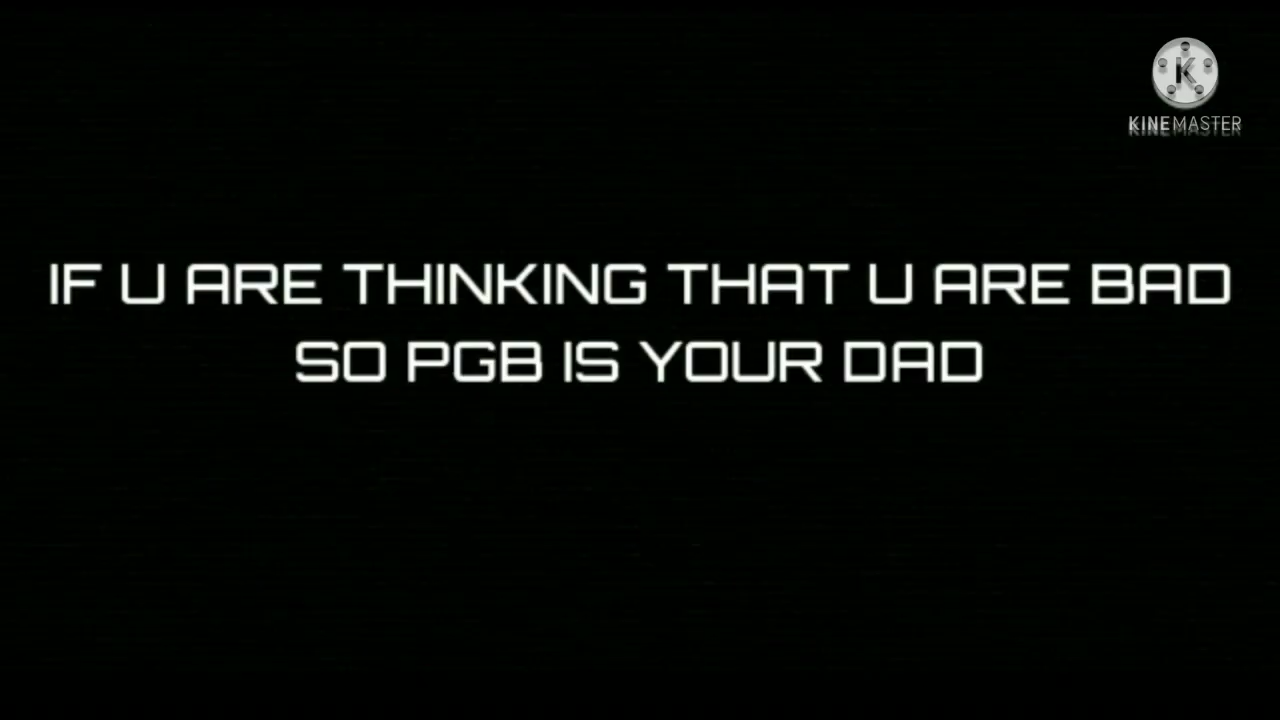 KINEMASTER
IF U ARE THINKING THAT U ARE BAD
SO PGB IS YOUR DAD